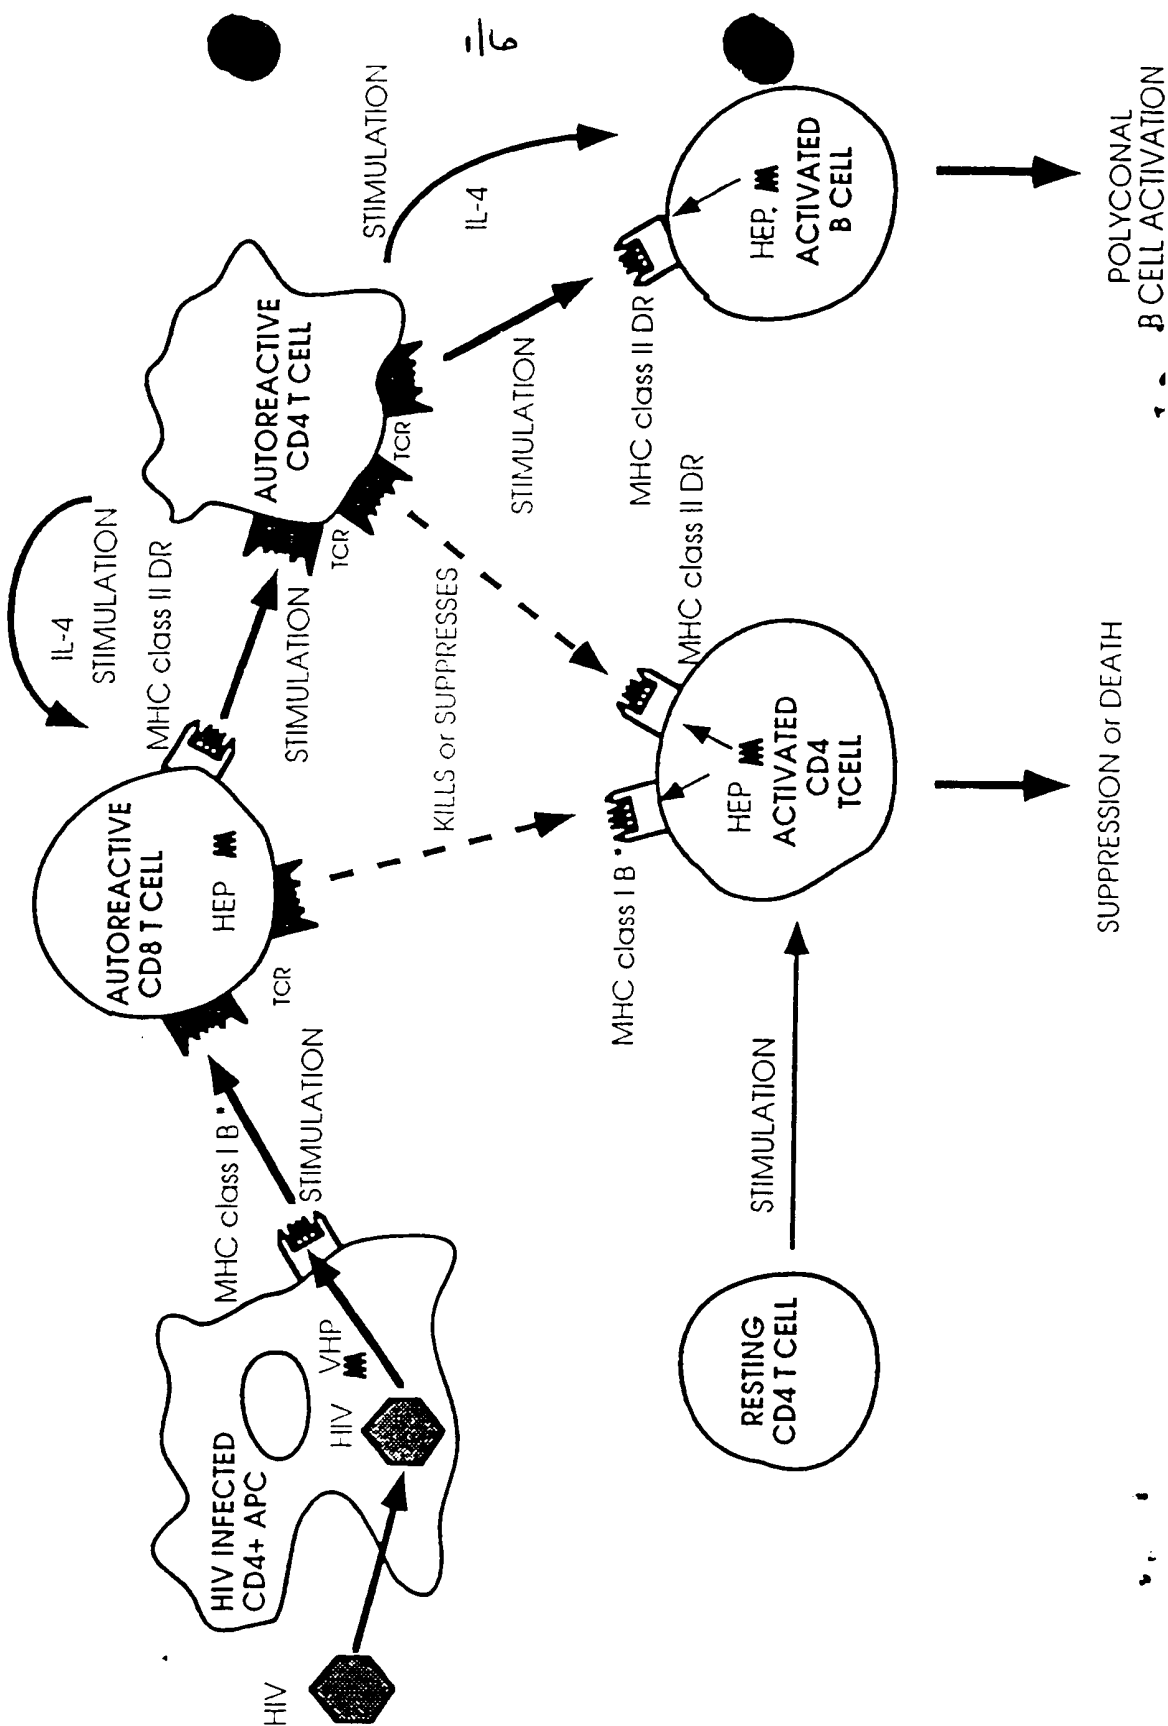 IL-4
STIMULATION
MHC class II DR
AUTOREACTIVE
CD8 T CELL
HEP
TCR
HIV INFECTED
CD4+ APC
HIV
HIV
VHP
MHC class I B *
STIMULATION
STIMULATION
AUTOREACTIVE
CD4 T CELL
TCR
TCR
STIMULATION
IL-4
KILLS or SUPPRESSES
STIMULATION
MHC class I B *
MHC class II DR
MHC class II DR
RESTING
CD4 T CELL
STIMULATION
HEP
ACTIVATED
CD4
TCELL
HEP.
ACTIVATED
B CELL
SUPPRESSION or DEATH
POLYCONAL
B CELL ACTIVATION